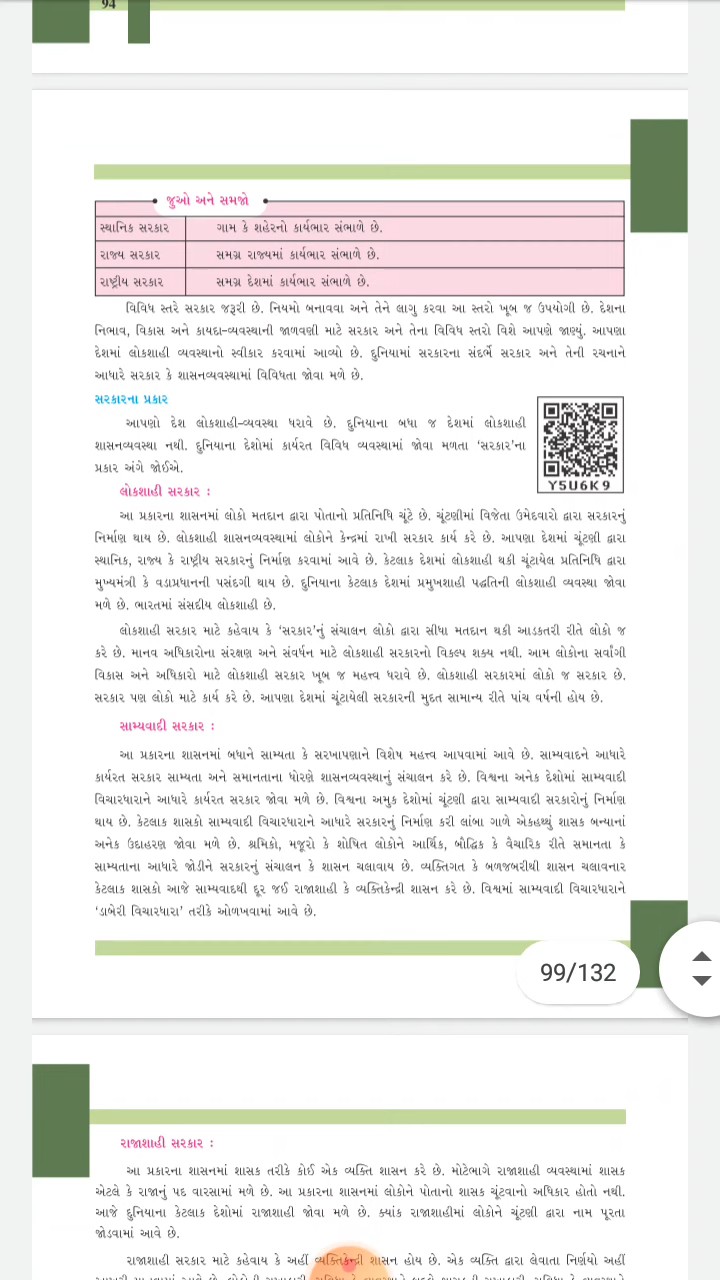 94
જુઓ અને સમજો
સ્થાનિક સરકાર ગામ કે શહેરનો કાર્યભાર સંભાળે છે.
રાજ્ય સરકાર સમગ્ર રાજ્યમાં કાર્યભાર સંભાળે છે.
રાષ્ટ્રીય સરકાર સમગ્ર દેશમાં કાર્યભાર સંભાળે છે.
વિવિધ સ્તરે સરકાર જરૂરી છે. નિયમો બનાવવા અને તેને લાગુ કરવા આ સ્તરો ખૂબ જ ઉપયોગી છે. દેશના
નિભાવ, વિકાસ અને કાયદા-વ્યવસ્થાની જાળવણી માટે સરકાર અને તેના વિવિધ સ્તરો વિશે આપણે જાણ્યું. આપણા
દેશમાં લોકશાહી વ્યવસ્થાનો સ્વીકાર કરવામાં આવ્યો છે. દુનિયામાં સરકારના સંદર્ભે સરકાર અને તેની રચનાને
આધારે સરકાર કે શાસનવ્યવસ્થામાં વિવિધતા જોવા મળે છે.
સરકારના પ્રકાર
આપણો દેશ લોકશાહી-વ્યવસ્થા ધરાવે છે. દુનિયાના બધા જ દેશમાં લોકશાહી
શાસનવ્યવસ્થા નથી. દુનિયાના દેશોમાં કાર્યરત વિવિધ વ્યવસ્થામાં જોવા મળતા ‘સરકાર’ના
પ્રકાર અંગે જોઈએ.
Y5U6K9
લોકશાહી સરકાર :
આ પ્રકારના શાસનમાં લોકો મતદાન દ્વારા પોતાનો પ્રતિનિધિ ચૂંટે છે. ચૂંટણીમાં વિજેતા ઉમેદવારો દ્વારા સરકારનું
નિર્માણ થાય છે. લોકશાહી શાસનવ્યવસ્થામાં લોકોને કેન્દ્રમાં રાખી સરકાર કાર્ય કરે છે. આપણા દેશમાં ચૂંટણી દ્વારા
સ્થાનિક, રાજ્ય કે રાષ્ટ્રીય સરકારનું નિર્માણ કરવામાં આવે છે. કેટલાક દેશમાં લોકશાહી થકી ચૂંટાયેલ પ્રતિનિધિ દ્વારા
મુખ્યમંત્રી કે વડાપ્રધાનની પસંદગી થાય છે. દુનિયાના કેટલાક દેશમાં પ્રમુખશાહી પદ્ધતિની લોકશાહી વ્યવસ્થા જોવા
મળે છે. ભારતમાં સંસદીય લોકશાહી છે.
લોકશાહી સરકાર માટે કહેવાય કે ‘સરકાર’નું સંચાલન લોકો દ્વારા સીધા મતદાન થકી આડકતરી રીતે લોકો જ
કરે છે. માનવ અધિકારોના સંરક્ષણ અને સંવર્ધન માટે લોકશાહી સરકારનો વિકલ્પ શક્ય નથી. આમ લોકોના સર્વાંગી
વિકાસ અને અધિકારો માટે લોકશાહી સરકાર ખૂબ જ મહત્ત્વ ધરાવે છે. લોકશાહી સરકારમાં લોકો જ સરકાર છે.
સરકાર પણ લોકો માટે કાર્ય કરે છે. આપણા દેશમાં ચૂંટાયેલી સરકારની મુદત સામાન્ય રીતે પાંચ વર્ષની હોય છે.
સામ્યવાદી સરકાર :
આ પ્રકારના શાસનમાં બધાને સામ્યતા કે સરખાપણાને વિશેષ મહત્ત્વ આપવામાં આવે છે. સામ્યવાદને આધારે
કાર્યરત સરકાર સામ્યતા અને સમાનતાના ધોરણે શાસનવ્યવસ્થાનું સંચાલન કરે છે. વિશ્વના અનેક દેશોમાં સામ્યવાદી
વિચારધારાને આધારે કાર્યરત સરકાર જોવા મળે છે. વિશ્વના અમુક દેશોમાં ચૂંટણી દ્વારા સામ્યવાદી સરકારોનું નિર્માણ
થાય છે. કેટલાક શાસકો સામ્યવાદી વિચારધારાને આધારે સરકારનું નિર્માણ કરી લાંબા ગાળે એકહથ્થું શાસક બન્યાનાં
અનેક ઉદાહરણ જોવા મળે છે. શ્રમિકો, મજૂરો કે શોષિત લોકોને આર્થિક, બૌદ્ધિક કે વૈચારિક રીતે સમાનતા કે
સામ્યતાના આધારે જોડીને સરકારનું સંચાલન કે શાસન ચલાવાય છે. વ્યક્તિગત કે બળજબરીથી શાસન ચલાવનાર
કેટલાક શાસકો આજે સામ્યવાદથી દૂર જઈ રાજાશાહી કે વ્યક્તિકેન્દ્રી શાસન કરે છે. વિશ્વમાં સામ્યવાદી વિચારધારાને
‘ડાબેરી વિચારધારા’ તરીકે ઓળખવામાં આવે છે.
99/132
રાજાશાહી સરકાર :
આ પ્રકારના શાસનમાં શાસક તરીકે કોઈ એક વ્યક્તિ શાસન કરે છે. મોટેભાગે રાજાશાહી વ્યવસ્થામાં શાસક
એટલે કે રાજાનું પદ વારસામાં મળે છે. આ પ્રકારના શાસનમાં લોકોને પોતાનો શાસક ચૂંટવાનો અધિકાર હોતો નથી.
આજે દુનિયાના કેટલાક દેશોમાં રાજાશાહી જોવા મળે છે. ક્યાંક રાજાશાહીમાં લોકોને ચૂંટણી દ્વારા નામ પૂરતા
જોડવામાં આવે છે.
રાજાશાહી સરકાર માટે કહેવાય કે અહીં વ્યક્તિકેન્દ્રી શાસન હોય છે. એક વ્યક્તિ દ્વારા લેવાતા નિર્ણયો અહીં